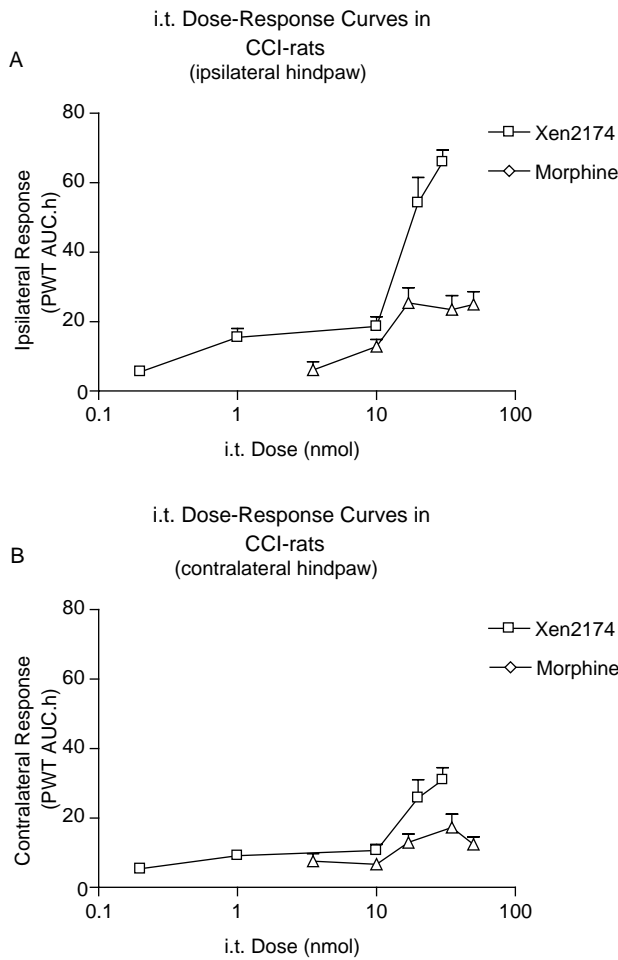 i.t. Dose-Response Curves in
CCI-rats
A
(ipsilateral hindpaw)
80
60
40
20
0
Ipsilateral Response
(PWT AUC.h)
Xen2174
Morphine
0.1
1
10
100
i.t. Dose (nmol)
i.t. Dose-Response Curves in
CCI-rats
B
(contralateral hindpaw)
80
60
40
20
0
Contralateral Response
(PWT AUC.h)
Xen2174
Morphine
0.1
1
10
100
i.t. Dose (nmol)